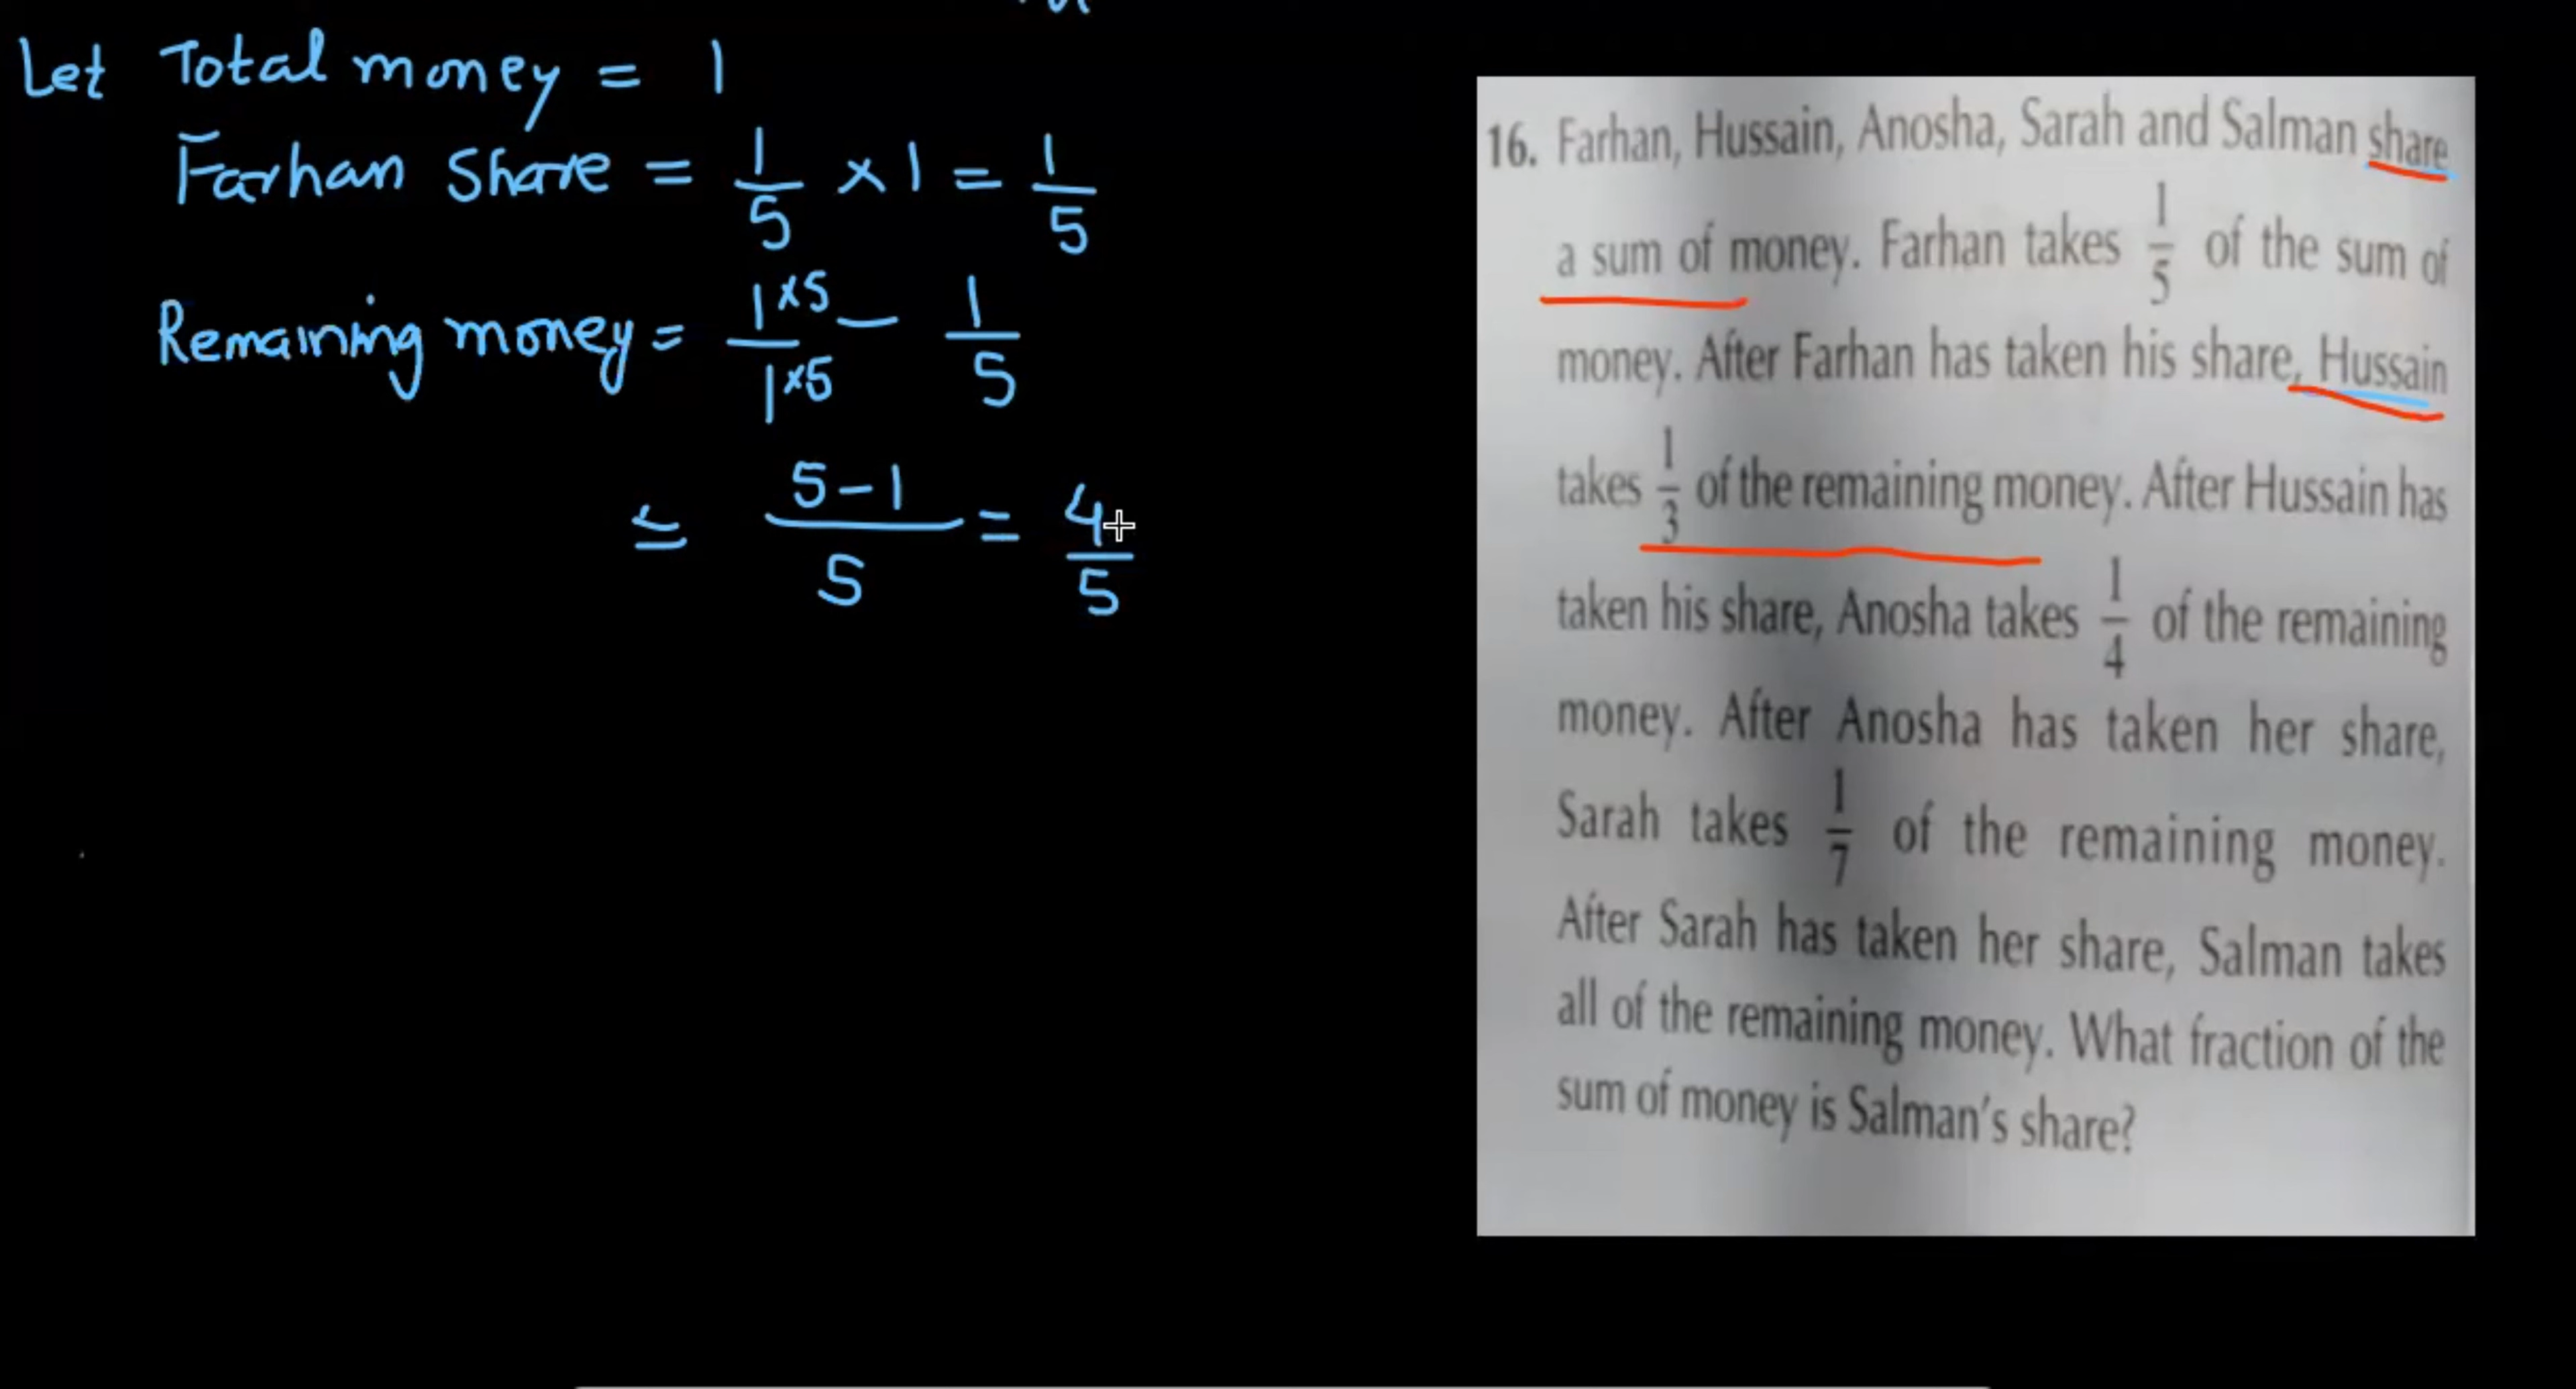 Let Total money = 1
Farhan Share = 1/5 × 1 = 1/5
Remaining money = 1×5/1×5 − 1/5
= 5−1/5 = 4/5
16. Farhan, Hussain, Anosha, Sarah and Salman share
a sum of money. Farhan takes 1/5 of the sum of
money. After Farhan has taken his share, Hussain
takes 1/3 of the remaining money. After Hussain has
taken his share, Anosha takes 1/4 of the remaining
money. After Anosha has taken her share,
Sarah takes 1/7 of the remaining money.
After Sarah has taken her share, Salman takes
all of the remaining money. What fraction of the
sum of money is Salman's share?